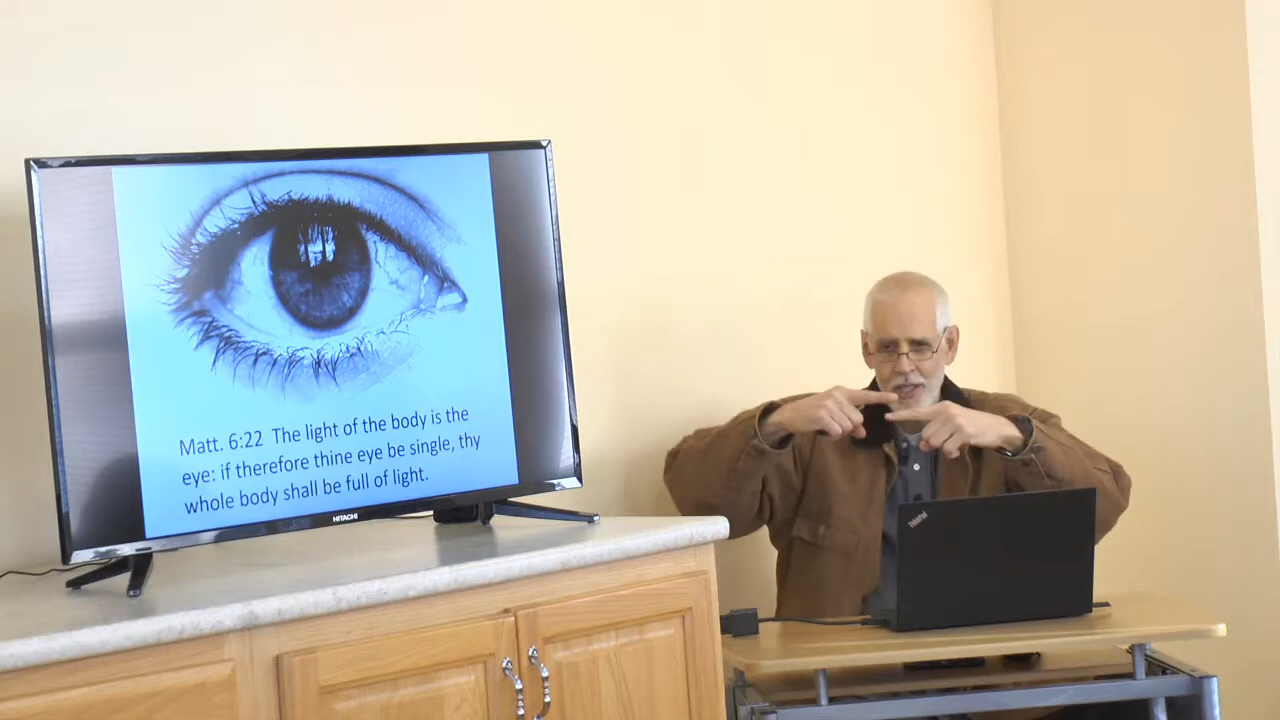 Matt. 6:22 The light of the body is the
eye: if therefore thine eye be single, thy
whole body shall be full of light.
HITACHI
ThinkPad